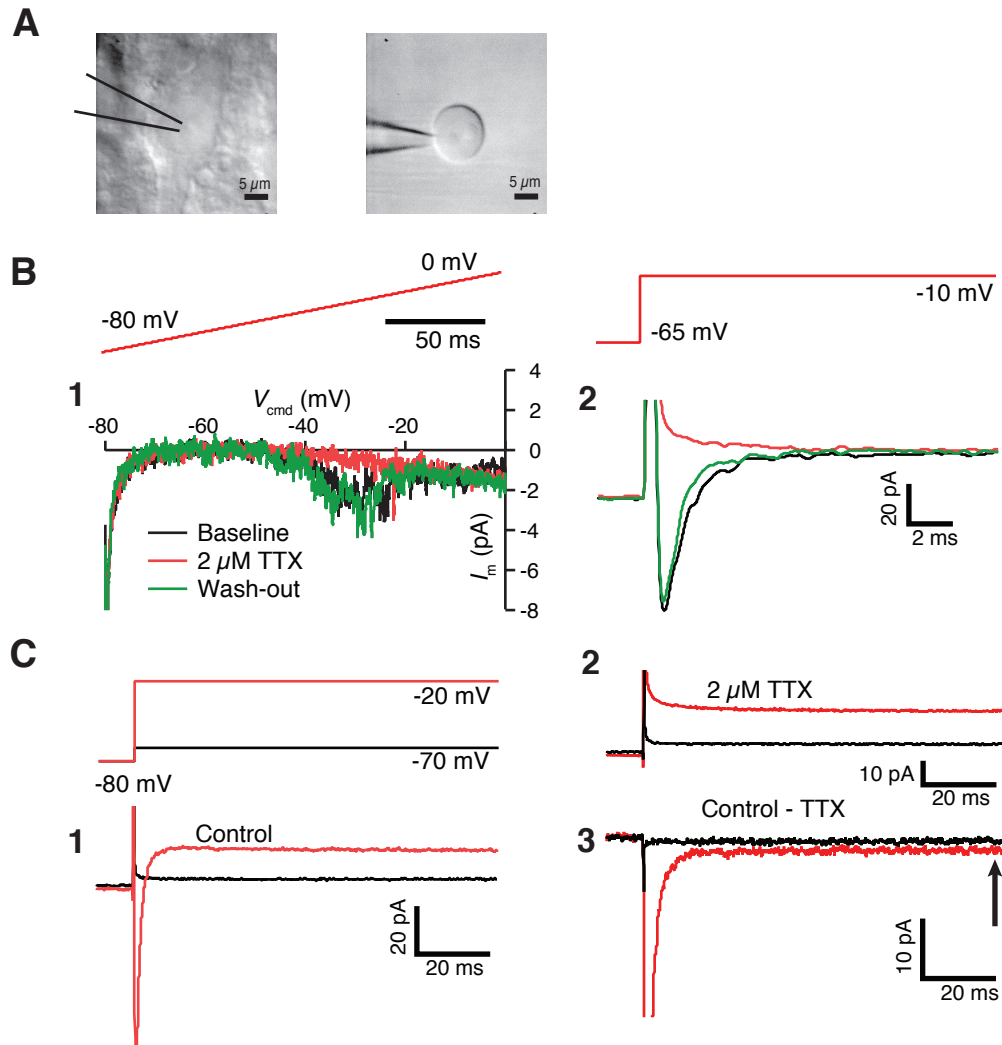 A
5 µm
5 µm
B
-80 mV
0 mV
50 ms
-65 mV
-10 mV
1
Vcmd (mV)
-80
-60
-40
-20
4
2
0
-2
-4
-6
-8
Im (pA)
Baseline
2 µM TTX
Wash-out
2
20 pA
2 ms
C
-20 mV
-70 mV
-80 mV
1
Control
20 pA
20 ms
2
2 µM TTX
10 pA
20 ms
3
Control - TTX
10 pA
20 ms